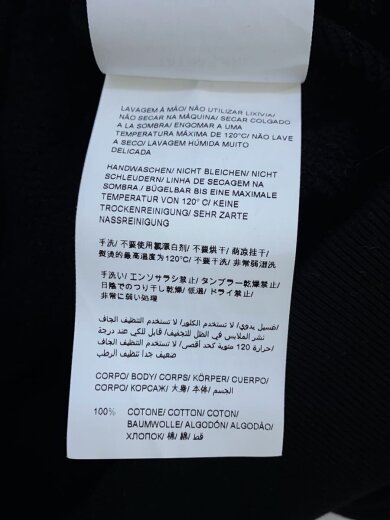 LAVAGEM À MÃO/ NÃO UTILIZAR LIXÍVIA/
NÃO SECAR NA MÁQUINA/ SECAR COLGADO
A LA SOMBRA/ ENGOMAR A UMA
TEMPERATURA MÁXIMA DE 120°C/ NÃO LAVE
A SECO/ LAVAGEM HÚMIDA MUITO
DELICADA
HANDWASCHEN/ NICHT BLEICHEN/ NICHT
SCHLEUDERN/ LINHA DE SECAGEM NA
SOMBRA / BÜGELBAR BIS EINE MAXIMALE
TEMPERATUR VON 120° C/ KEINE
TROCKENREINIGUNG/ SEHR ZARTE
NASSREINIGUNG
手洗/ 不要使用氯漂白剂/ 不要烘干/ 荫凉挂干/
熨烫的最高温度为120°C/ 不要干洗/ 非常弱湿洗
手洗い/ エンソサラシ禁止/ タンブラー乾燥禁止/
日陰でのつり干し乾燥/ 低温/ ドライ禁止/
非常に弱い処理
غسيل يدوي/ لا تستخدم الكلور/ لا تستخدم التنظيف الجاف/
نشر الملابس في الظل للتجفيف/ قابل للكي عند درجة
حرارة 120 مئوية كحد أقصى/ لا تستخدم التنظيف الجاف/
ضعيف جدا تنظيف الرطب
CORPO/ BODY/ CORPS/ KÖRPER/ CUERPO/
CORPO/ КОРСАЖ/ 大身/ 本体/ الجسم
100% COTONE/ COTTON/ COTON/
BAUMWOLLE/ ALGODÓN/ ALGODÃO/
ХЛОПОК/ 棉/ 綿/ قط